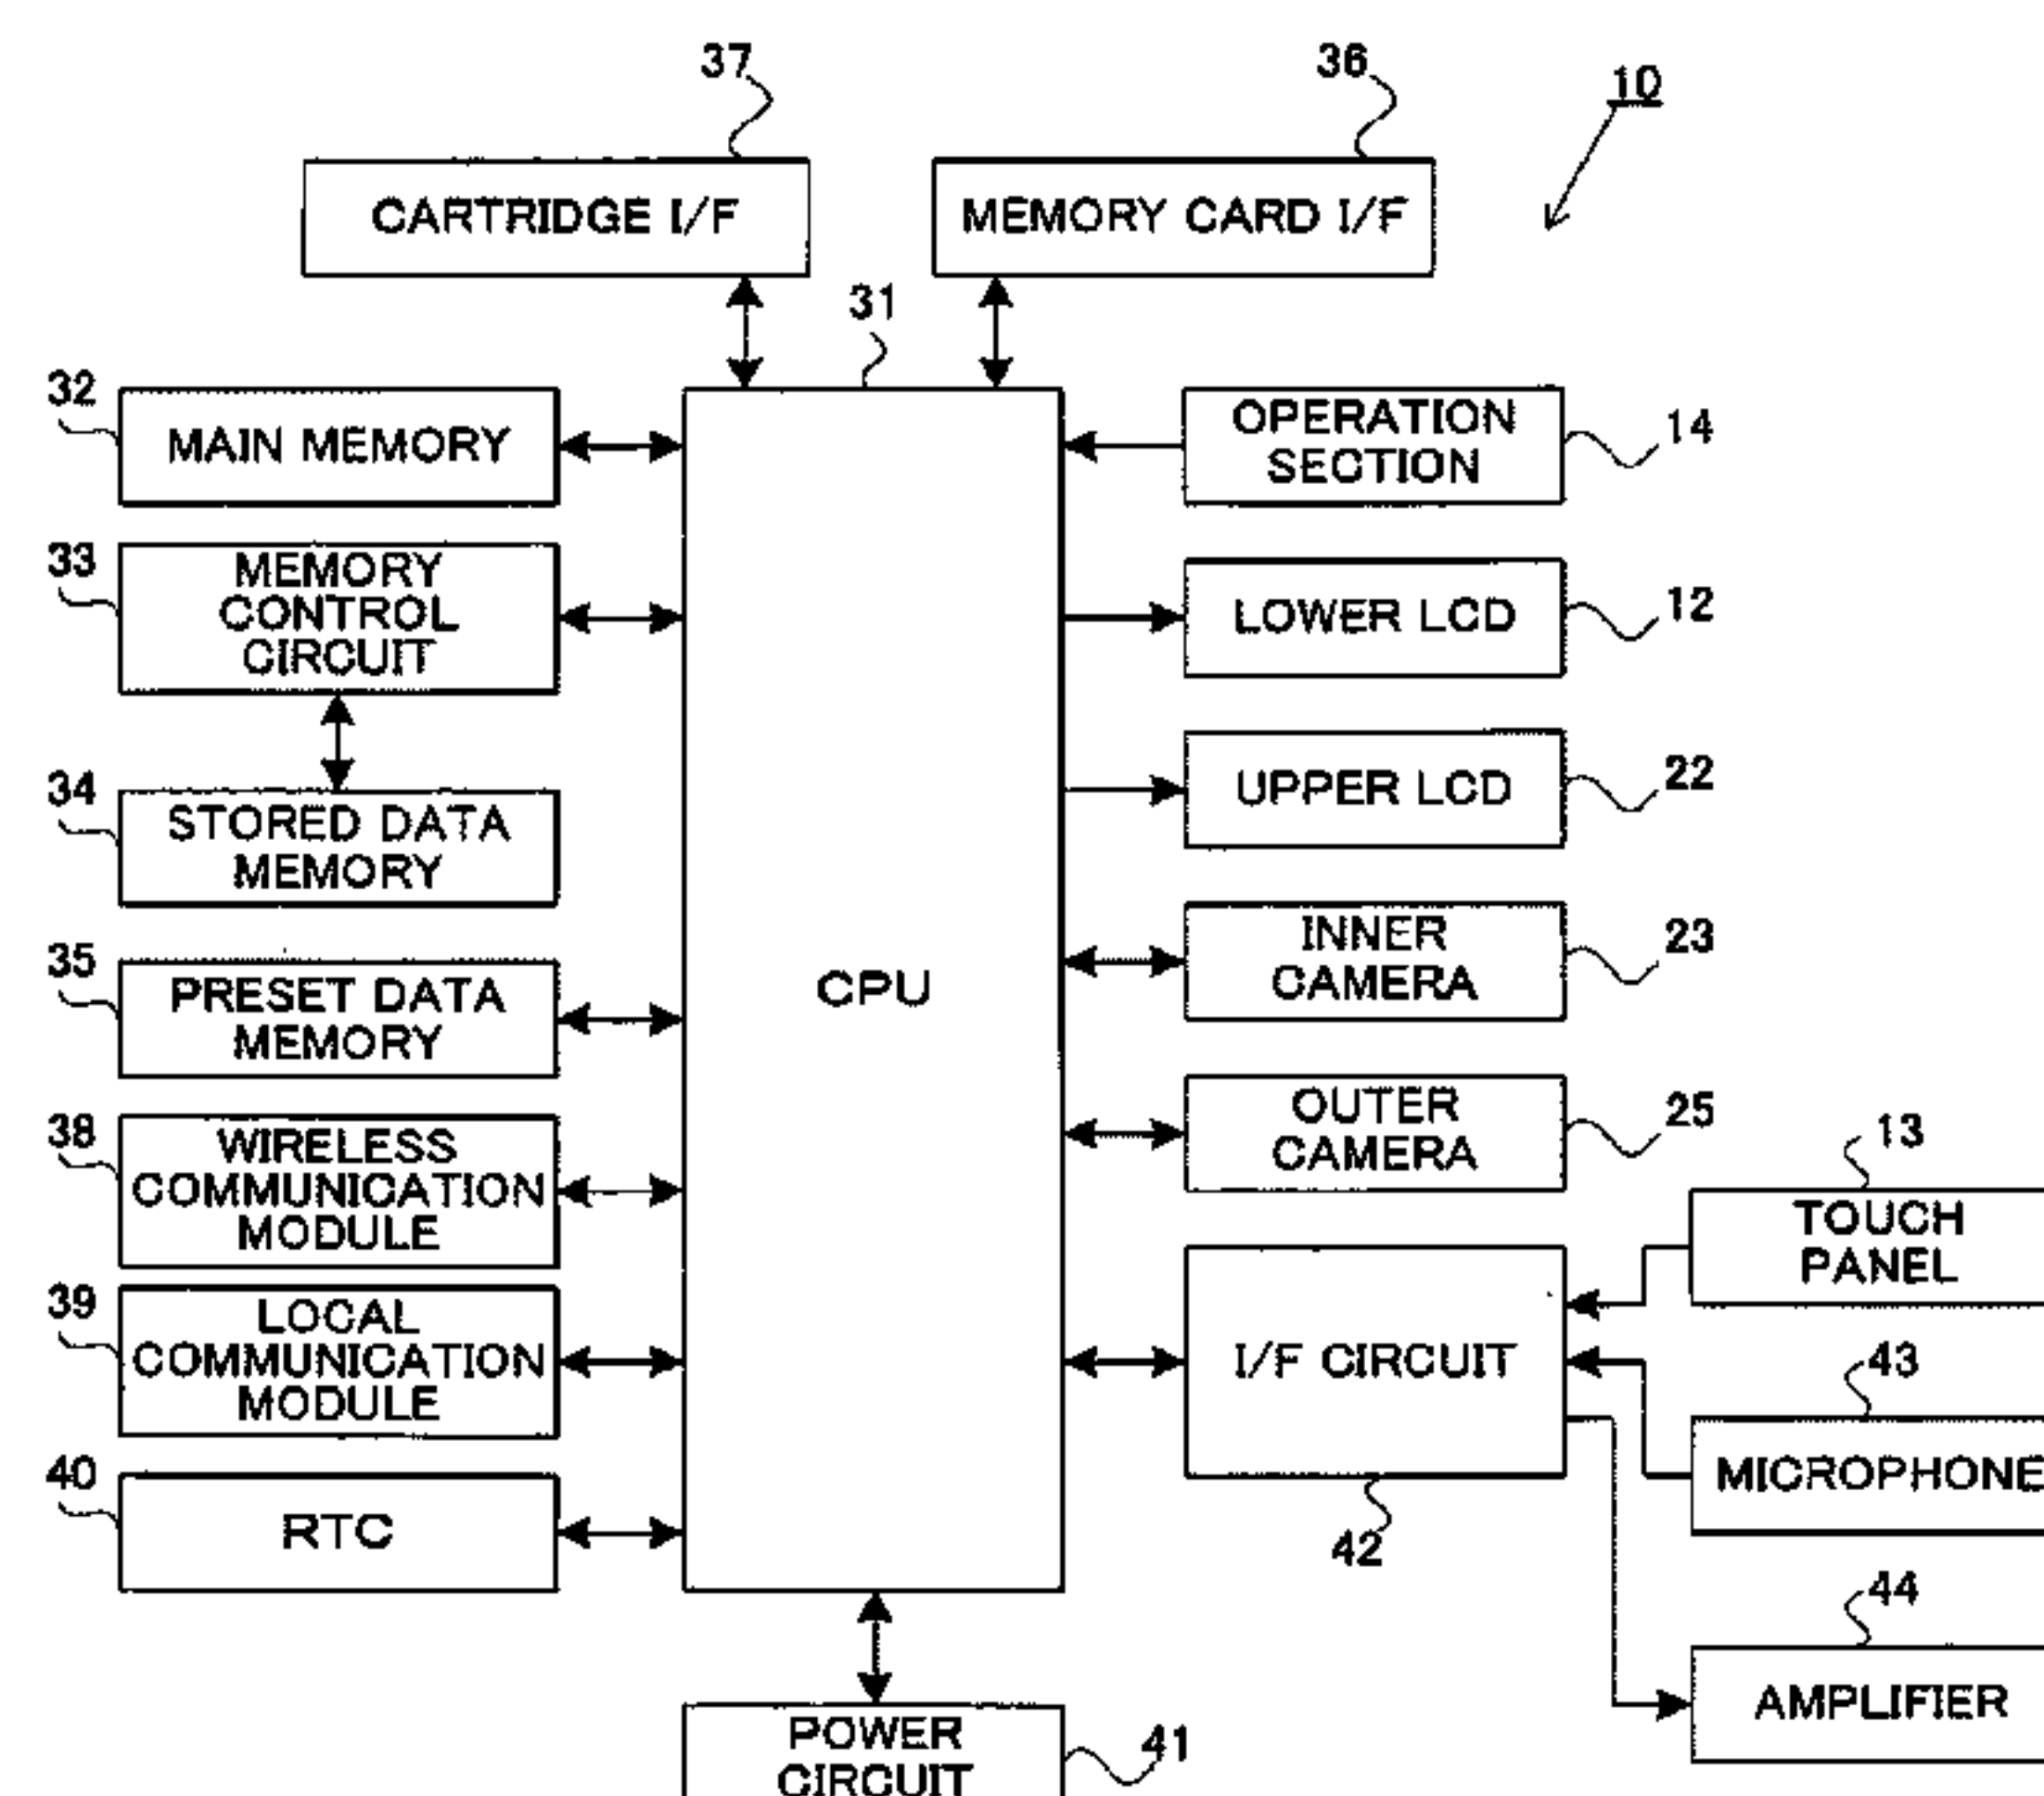 37
36
10
CARTRIDGE I/F
MEMORY CARD I/F
31
32
MAIN MEMORY
OPERATION
SECTION
14
33
MEMORY
CONTROL
CIRCUIT
LOWER LCD
12
34
STORED DATA
MEMORY
UPPER LCD
22
35
PRESET DATA
MEMORY
CPU
INNER
CAMERA
23
38
WIRELESS
COMMUNICATION
MODULE
OUTER
CAMERA
25
13
TOUCH
PANEL
39
LOCAL
COMMUNICATION
MODULE
I/F CIRCUIT
43
MICROPHONE
40
RTC
42
44
AMPLIFIER
POWER
CIRCUIT
41